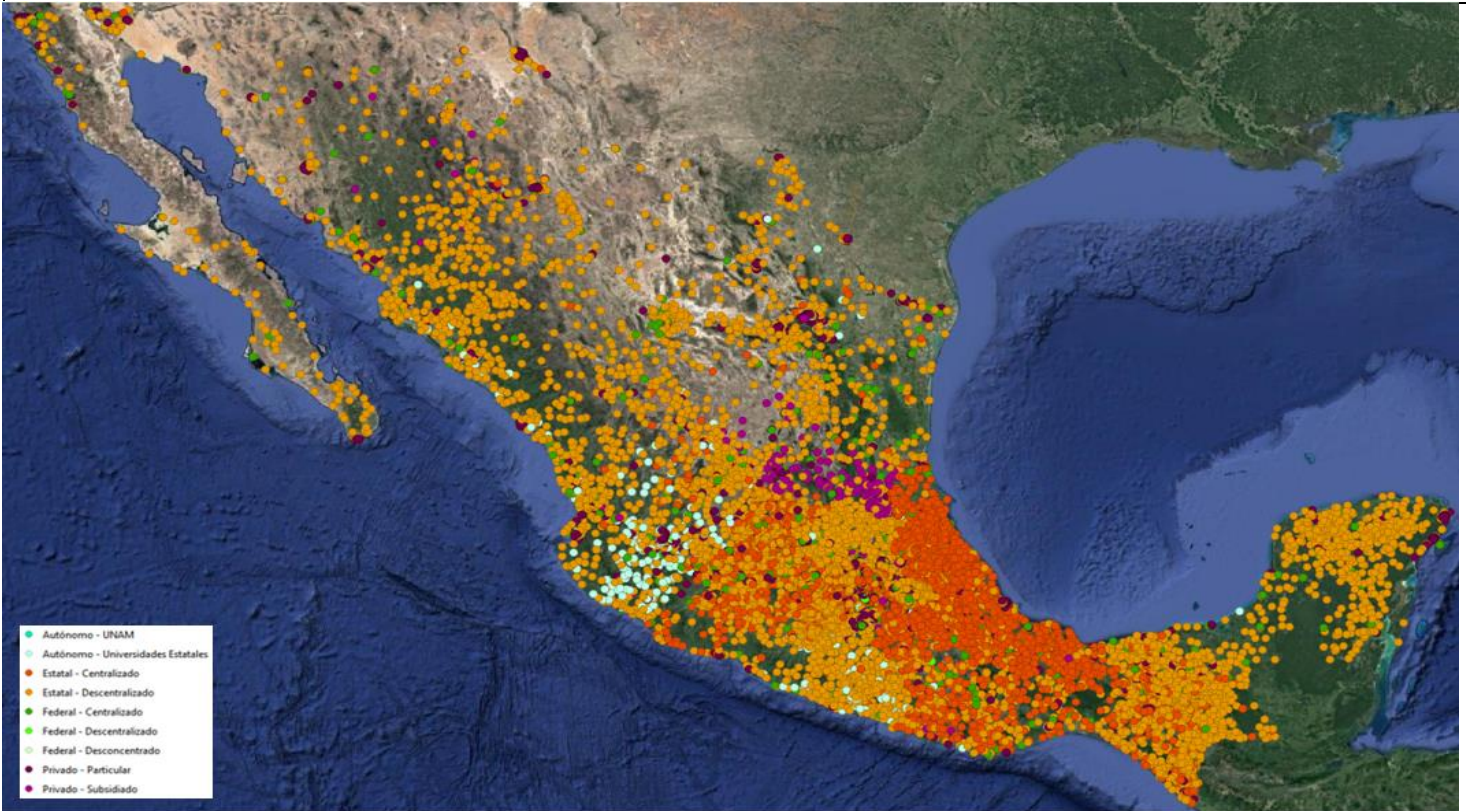 Autónomo - UNAM
Autónomo - Universidades Estatales
Estatal - Centralizado
Estatal - Descentralizado
Federal - Centralizado
Federal - Descentralizado
Federal - Desconcentrado
Privado - Particular
Privado - Subsidiado